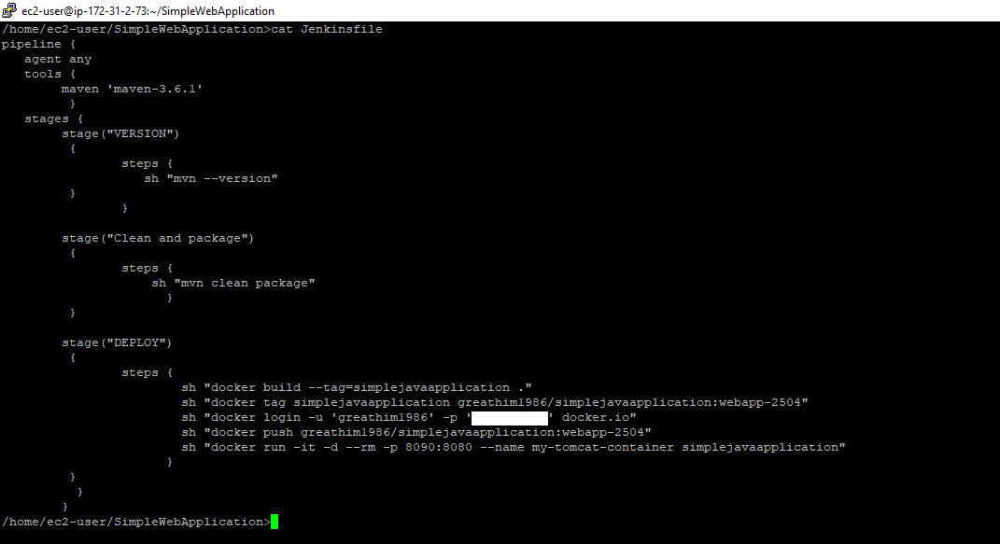 ec2-user@ip-172-31-2-73:~/SimpleWebApplication
/home/ec2-user/SimpleWebApplication>cat Jenkinsfile
pipeline {
   agent any
   tools {
        maven 'maven-3.6.1'
         }
   stages {
        stage("VERSION")
         {
                steps {
                   sh "mvn --version"
         }
                }
        stage("Clean and package")
         {
                steps {
                    sh "mvn clean package"
                      }
         }
        stage("DEPLOY")
         {
                steps {
                        sh "docker build --tag=simplejavaapplication ."
                        sh "docker tag simplejavaapplication greathim1986/simplejavaapplication:webapp-2504"
                        sh "docker login -u 'greathim1986' -p '          ' docker.io"
                        sh "docker push greathim1986/simplejavaapplication:webapp-2504"
                        sh "docker run -it -d --rm -p 8090:8080 --name my-tomcat-container simplejavaapplication"
                      }
         }
          }
        }
/home/ec2-user/SimpleWebApplication>